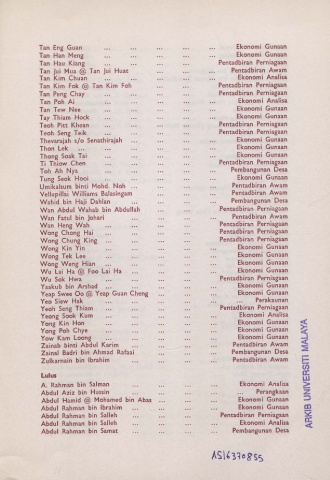 Tan Eng Guan ... ... ... ... Ekonomi Gunaan
Tan Han Meng ... ... ... ... Ekonomi Gunaan
Tan Hau Kiang ... ... ... ... Pentadbiran Perniagaan
Tan Jui Mua @ Tan Jui Huat ... ... ... Pentadbiran Awam
Tan Kim Chuan ... ... ... ... Ekonomi Analisa
Tan Kim Fok @ Tan Kim Foh ... ... ... Pentadbiran Perniagaan
Tan Peng Chay ... ... ... ... Pentadbiran Perniagaan
Tan Poh Ai ... ... ... ... Ekonomi Analisa
Tan Tew Nee ... ... ... ... Ekonomi Gunaan
Tay Thiam Hock ... ... ... ... Ekonomi Gunaan
Teoh Pitt Khean ... ... ... ... Pentadbiran Perniagaan
Teoh Seng Teik ... ... ... ... Pentadbiran Perniagaan
Thevarajah s/o Senathirajah ... ... ... Ekonomi Gunaan
Thon Lek ... ... ... ... ... Ekonomi Gunaan
Thong Soak Tai ... ... ... ... Ekonomi Gunaan
Ti Thiow Chen ... ... ... ... Pentadbiran Perniagaan
Toh Ah Nya ... ... ... ... Pembangunan Desa
Tung Seok Hooi ... ... ... ... Ekonomi Gunaan
Umikalsum binti Mohd. Noh ... ... ... Pentadbiran Awam
Vellupillai Williams Balasingam ... ... Pentadbiran Perniagaan
Wahid bin Haji Dahlan ... ... ... Pembangunan Desa
Wan Abdul Wahab bin Abdullah ... ... Pentadbiran Perniagaan
Wan Fatul bin Johari ... ... ... Pentadbiran Awam
Wan Heng Wah ... ... ... ... Pentadbiran Perniagaan
Wong Chong Hai ... ... ... ... Pentadbiran Perniagaan
Wong Chung King ... ... ... ... Pentadbiran Perniagaan
Wong Kin Yin ... ... ... ... Ekonomi Gunaan
Wong Tek Lee ... ... ... ... Ekonomi Gunaan
Wong Weng Hian ... ... ... ... Ekonomi Gunaan
Wu Lai Ha @ Foo Lai Ha ... ... ... Ekonomi Gunaan
Wu Sok Hwa ... ... ... ... Pentadbiran Perniagaan
Yaakub bin Arshad ... ... ... ... Ekonomi Gunaan
Yeap Swee Oo @ Yeap Guan Cheng ... ... Ekonomi Gunaan
Yeo Siew Hak ... ... ... ... Perakaunan
Yeoh Seng Thiam ... ... ... ... Pentadbiran Perniagaan
Yeong Sook Kam ... ... ... ... Ekonomi Analisa
Yong Kin Hon ... ... ... ... Ekonomi Gunaan
Yong Poh Chye ... ... ... ... Ekonomi Gunaan
Yow Kam Loong ... ... ... ... Ekonomi Gunaan
Zainab binti Abdul Karim ... ... ... Pentadbiran Awam
Zainal Badri bin Ahmad Rafaai ... ... Pembangunan Desa
Zulkarnain bin Ibrahim ... ... ... Pentadbiran Awam
Lulus
A. Rahman bin Salman ... ... ... Ekonomi Analisa
Abdul Aziz bin Husin ... ... ... Perangkaan
Abdul Hamid @ Mohamed bin Abas ... ... Ekonomi Gunaan
Abdul Rahman bin Ibrahim ... ... ... Ekonomi Gunaan
Abdul Rahman bin Salleh ... ... ... Pentadbiran Perniagaan
Abdul Rahman bin Salleh ... ... ... Ekonomi Analisa
Abdul Rahman bin Samat ... ... ... Pembangunan Desa
ARKIB UNIVERSITI MALAYA
A516370855